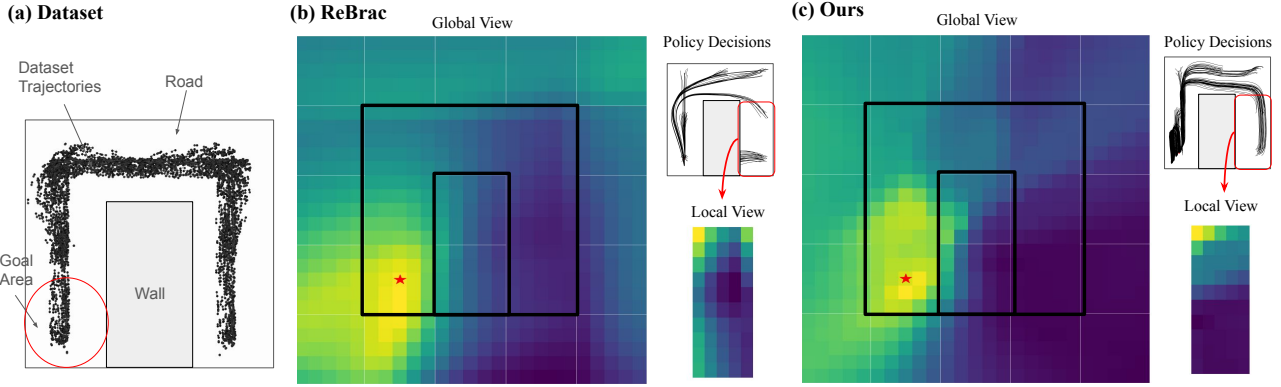 (a) Dataset
Dataset
Trajectories
Road
Goal
Area
Wall
(b) ReBrac
Global View
Policy Decisions
Local View
(c) Ours
Global View
Policy Decisions
Local View